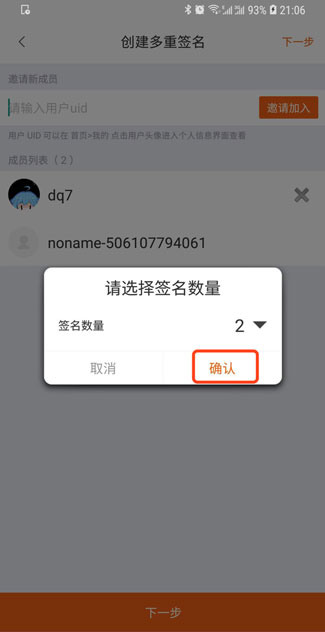 93% 21:06
创建多重签名 下一步
邀请新成员
请输入用户uid 邀请加入
用户 UID 可以在 首页>我的 点击用户头像进入个人信息界面查看
成员列表（2）
dq7
noname-506107794061
请选择签名数量
签名数量 2
取消 确认
下一步